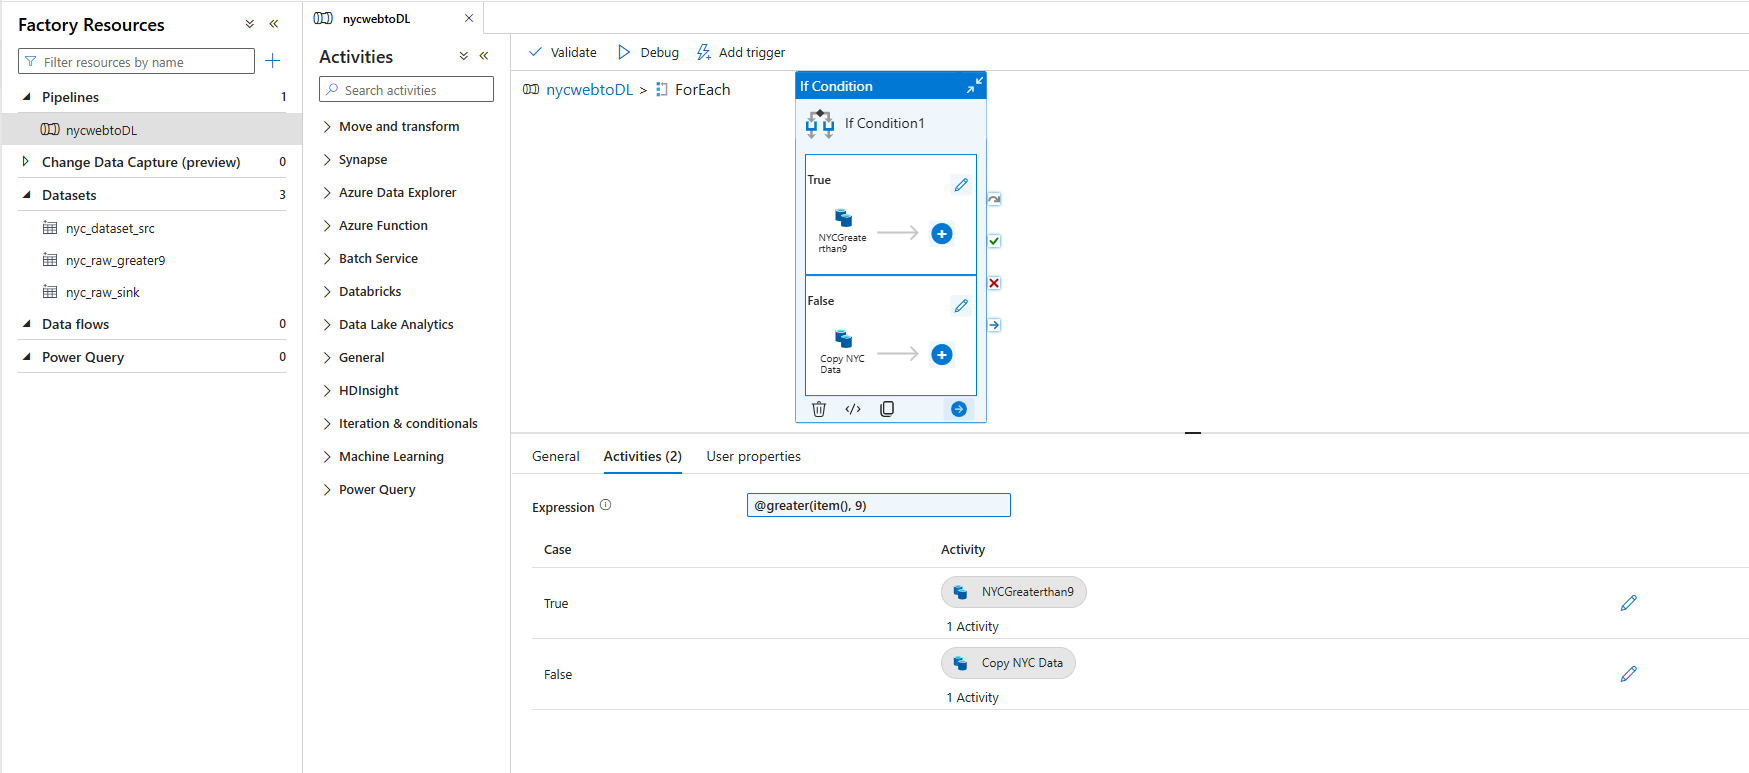 Factory Resources
Filter resources by name
Pipelines 1
nycwebtoDL
Change Data Capture (preview) 0
Datasets 3
nyc_dataset_src
nyc_raw_greater9
nyc_raw_sink
Data flows 0
Power Query 0
nycwebtoDL
Activities
Search activities
Move and transform
Synapse
Azure Data Explorer
Azure Function
Batch Service
Databricks
Data Lake Analytics
General
HDInsight
Iteration & conditionals
Machine Learning
Power Query
Validate Debug Add trigger
nycwebtoDL > ForEach
If Condition
If Condition1
True
NYCGreate
rthan9
False
Copy NYC
Data
General Activities (2) User properties
Expression @greater(item(), 9)
Case Activity
True NYCGreaterthan9
1 Activity
False Copy NYC Data
1 Activity